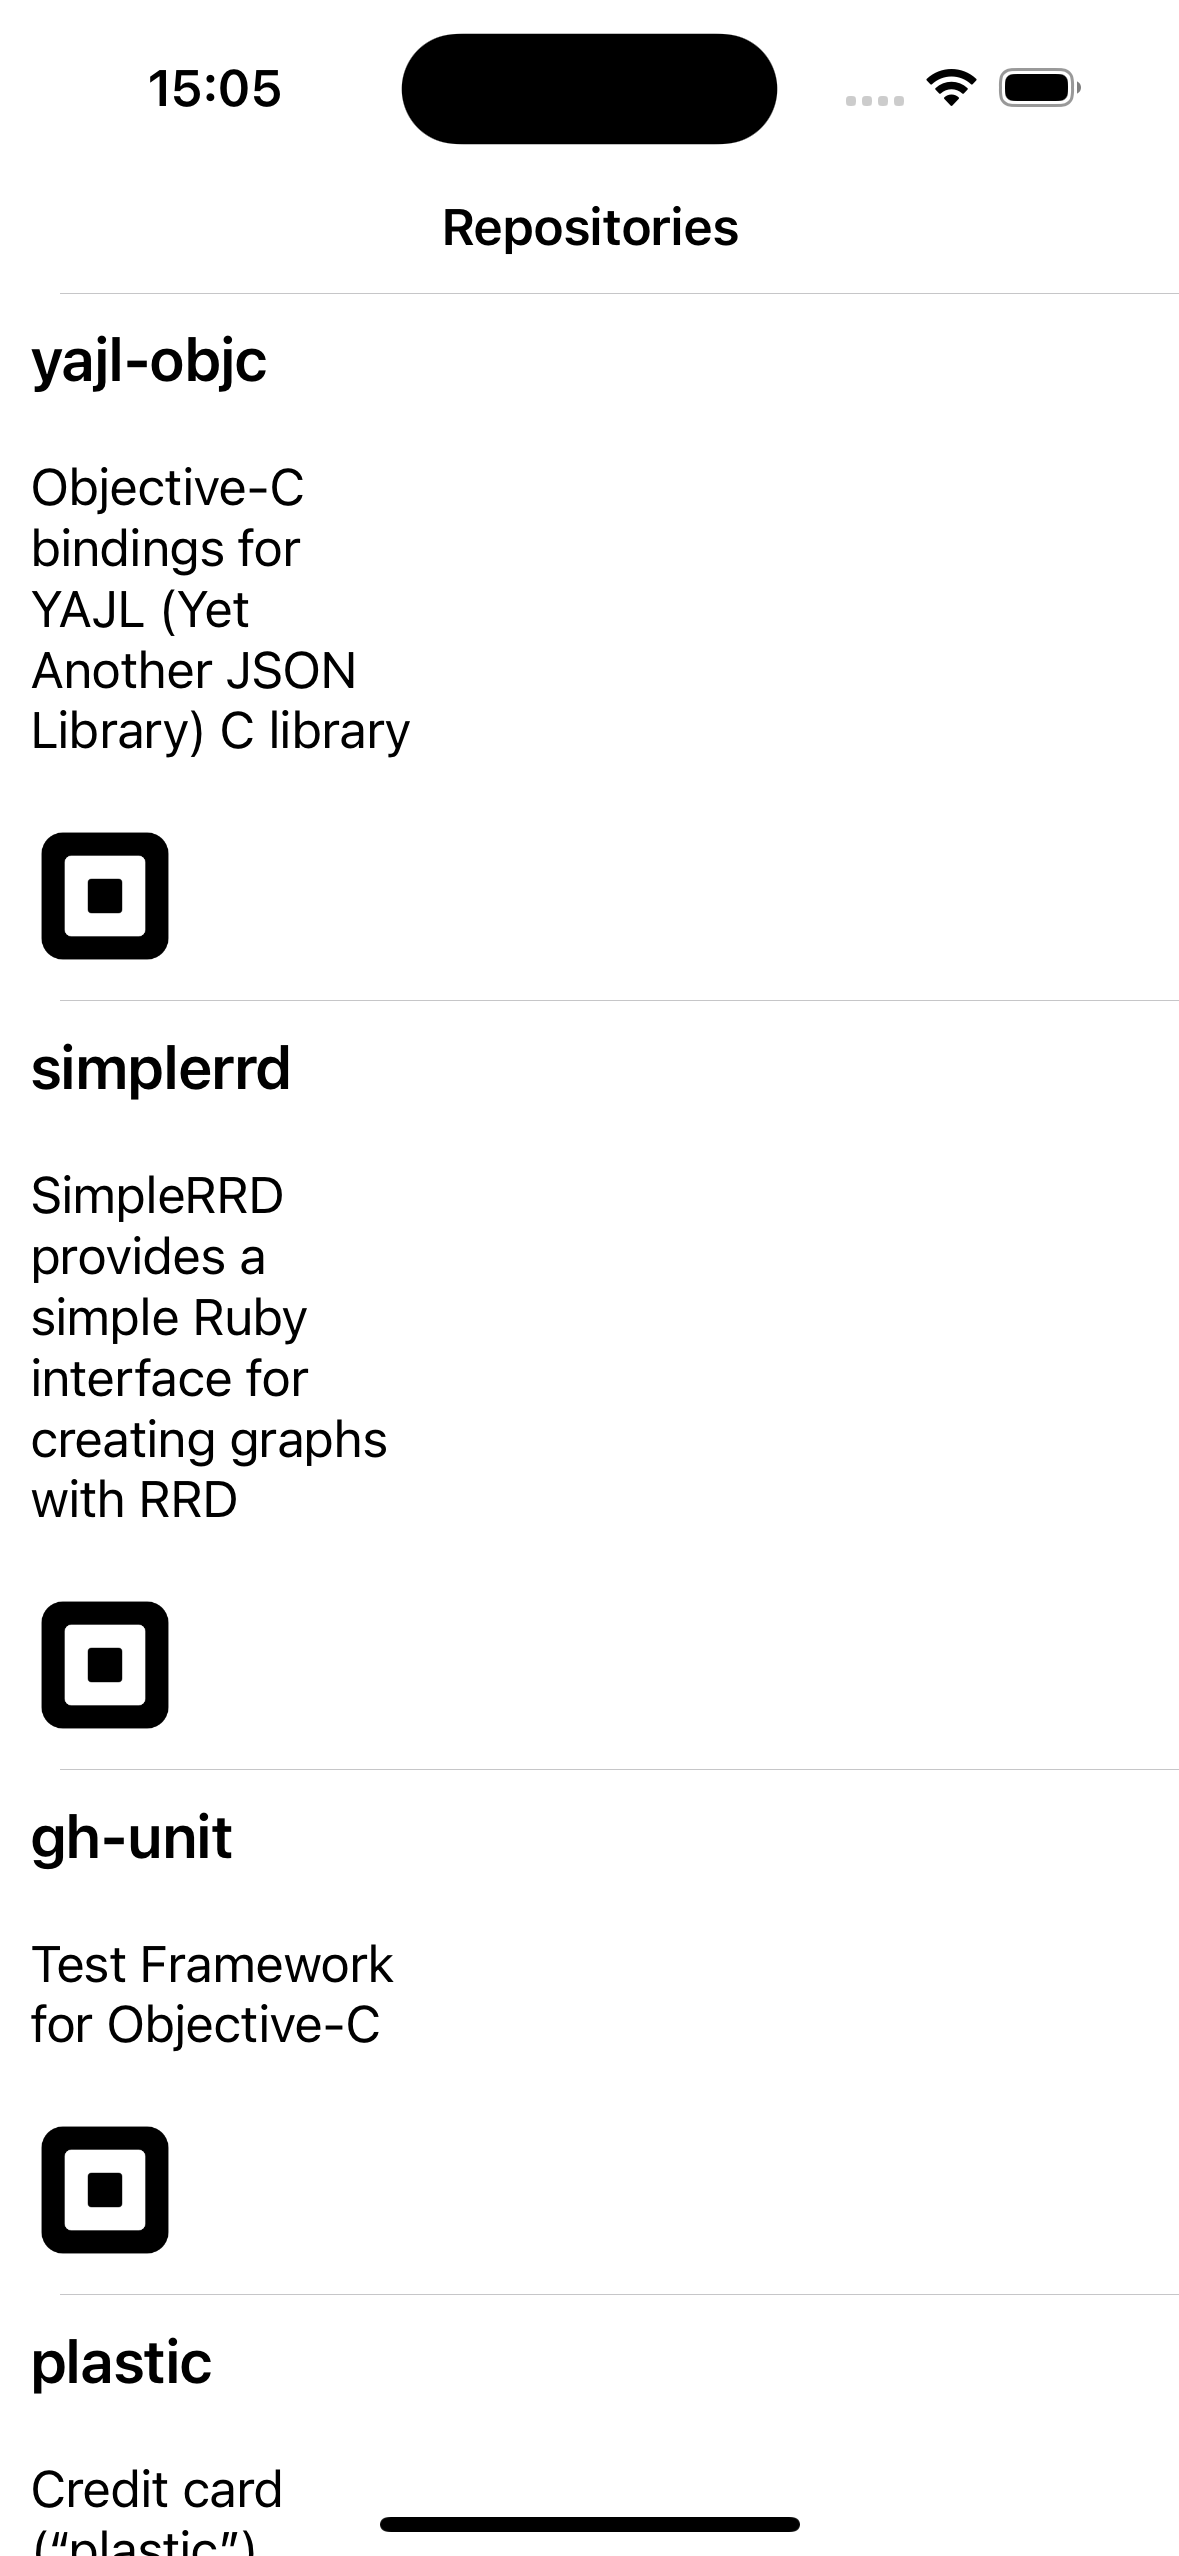 15:05
Repositories
yajl-objc
Objective-C
bindings for
YAJL (Yet
Another JSON
Library) C library
simplerrd
SimpleRRD
provides a
simple Ruby
interface for
creating graphs
with RRD
gh-unit
Test Framework
for Objective-C
plastic
Credit card
(“plastic”)